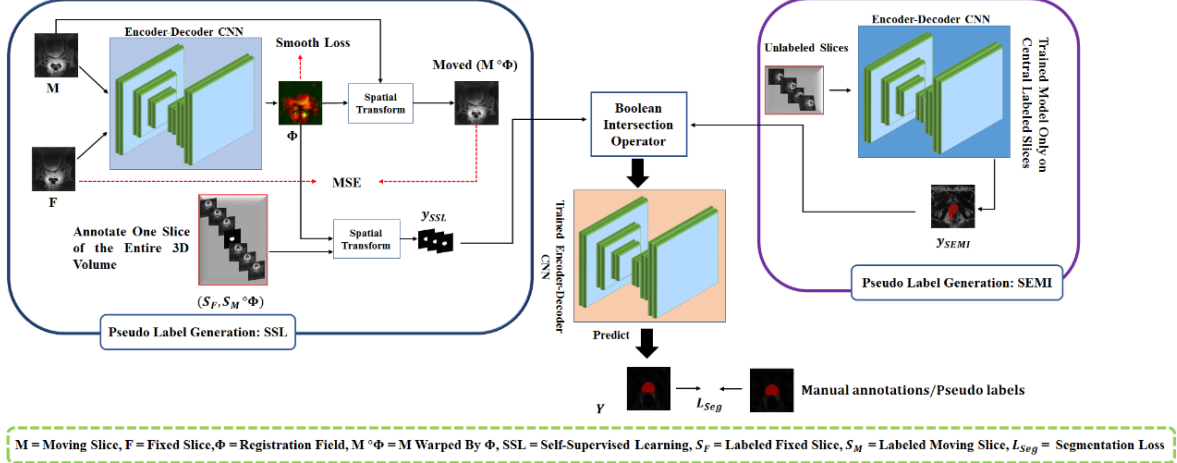 Encoder-Decoder CNN
Smooth Loss
Moved (M °Φ)
M
Spatial
Transform
Φ
F
MSE
Annotate One Slice
of the Entire 3D
Volume
Spatial
Transform
y_SSL
(S_F, S_M °Φ)
Pseudo Label Generation: SSL
Boolean
Intersection
Operator
Trained Encoder-Decoder
CNN
Predict
Y
L_Seg
Manual annotations/Pseudo labels
Encoder-Decoder CNN
Unlabeled Slices
Trained Model Only on
Central Labeled
Slices
y_SEMI
Pseudo Label Generation: SEMI
M = Moving Slice, F = Fixed Slice,Φ = Registration Field, M °Φ = M Warped By Φ, SSL = Self-Supervised Learning, S_F = Labeled Fixed Slice, S_M = Labeled Moving Slice, L_Seg = Segmentation Loss